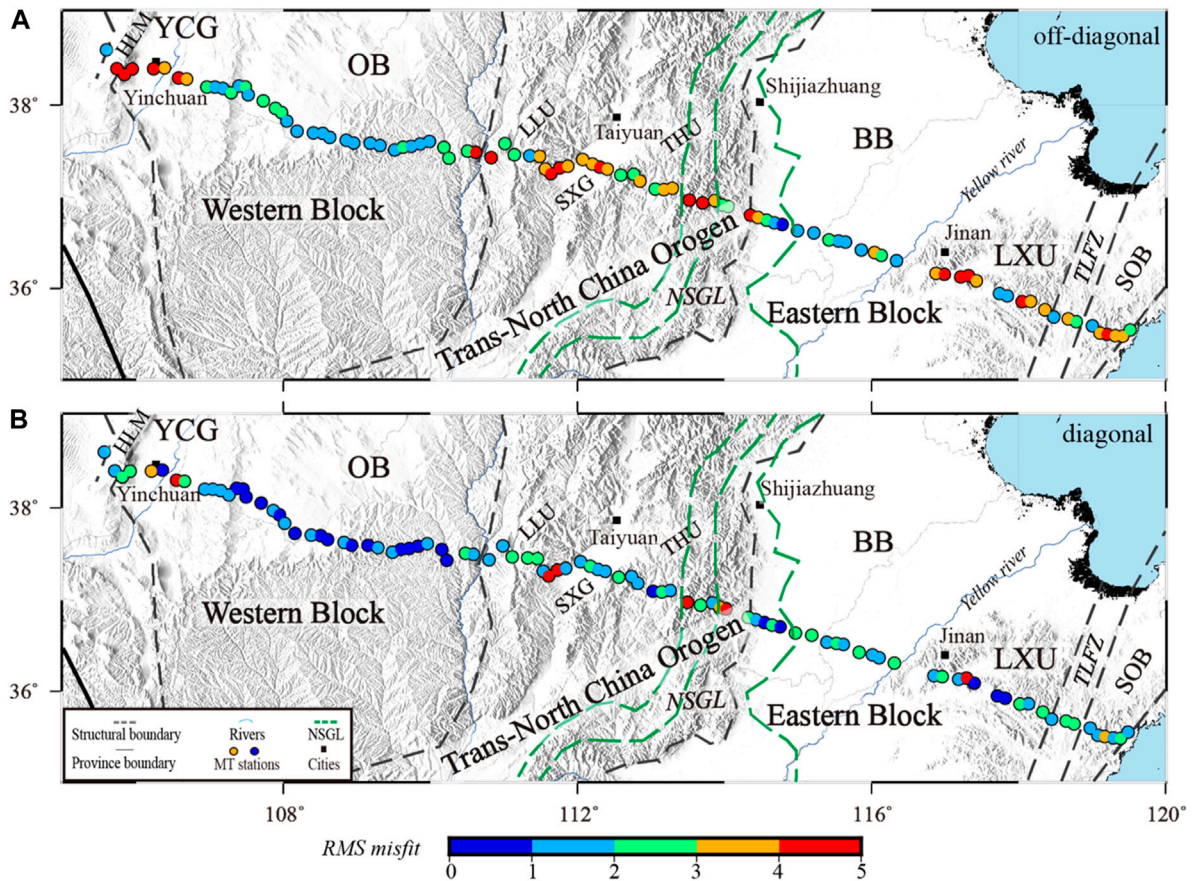 A
HLM
YCG
OB
off-diagonal
38°
Yinchuan
Shijiazhuang
Taiyuan
LLU
THU
BB
Yellow river
Western Block
SXG
Jinan
LXU
TLFZ
SOB
36°
Trans-North China Orogen
NSGL
Eastern Block
B
HLM
YCG
OB
diagonal
38°
Yinchuan
Shijiazhuang
Taiyuan
LLU
THU
BB
Yellow river
Western Block
SXG
Jinan
LXU
TLFZ
SOB
36°
Trans-North China Orogen
NSGL
Eastern Block
Structural boundary
Rivers
NSGL
Province boundary
MT stations
Cities
108° 112° 116° 120°
RMS misfit
0 1 2 3 4 5